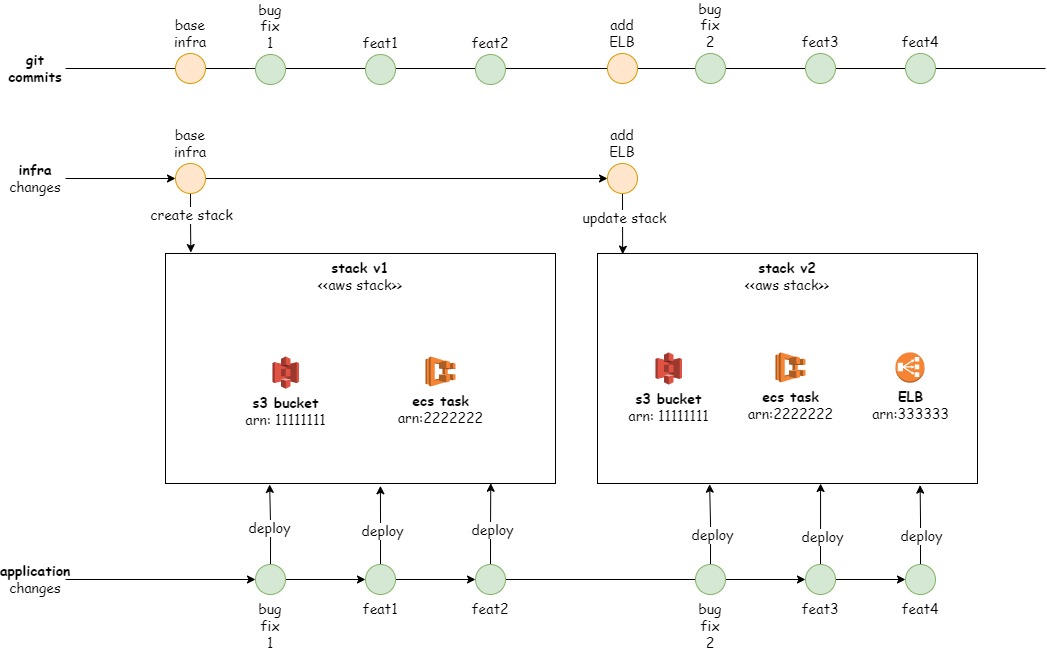 bug
fix
1
bug
fix
2
base
infra
feat1
feat2
add
ELB
feat3
feat4
git
commits
base
infra
add
ELB
infra
changes
create stack
update stack
stack v1
<<aws stack>>
stack v2
<<aws stack>>
s3 bucket
arn: 11111111
ecs task
arn:2222222
s3 bucket
arn: 11111111
ecs task
arn:2222222
ELB
arn:333333
deploy
deploy
deploy
deploy
deploy
deploy
application
changes
bug
fix
1
feat1
feat2
bug
fix
2
feat3
feat4